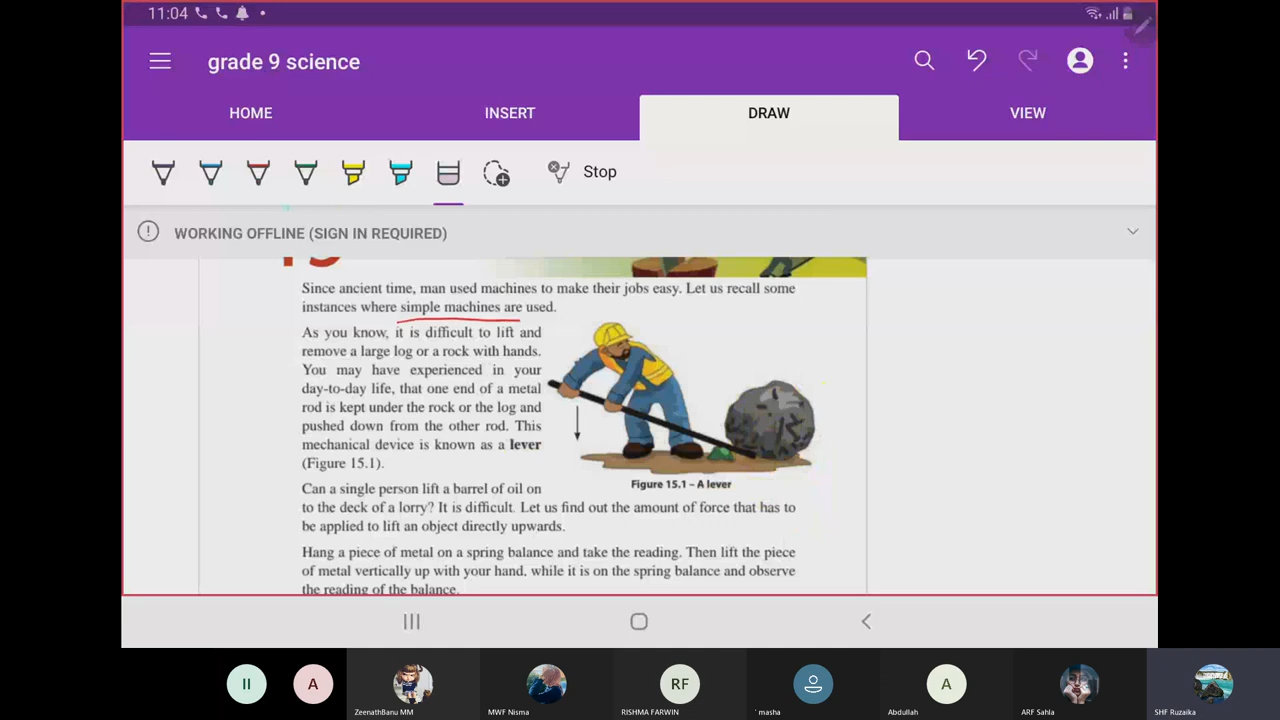 11:04
grade 9 science
HOME INSERT DRAW VIEW
Stop
WORKING OFFLINE (SIGN IN REQUIRED)
Since ancient time, man used machines to make their jobs easy. Let us recall some
instances where simple machines are used.
As you know, it is difficult to lift and
remove a large log or a rock with hands.
You may have experienced in your
day-to-day life, that one end of a metal
rod is kept under the rock or the log and
pushed down from the other rod. This
mechanical device is known as a lever
(Figure 15.1).
Figure 15.1 – A lever
Can a single person lift a barrel of oil on
to the deck of a lorry? It is difficult. Let us find out the amount of force that has to
be applied to lift an object directly upwards.
Hang a piece of metal on a spring balance and take the reading. Then lift the piece
of metal vertically up with your hand, while it is on the spring balance and observe
the reading of the balance.
II A RF A
ZeenathBanu MM MWF Nisma RISHMA FARWIN ' masha Abdullah ARF Sahla SHF Ruzaika